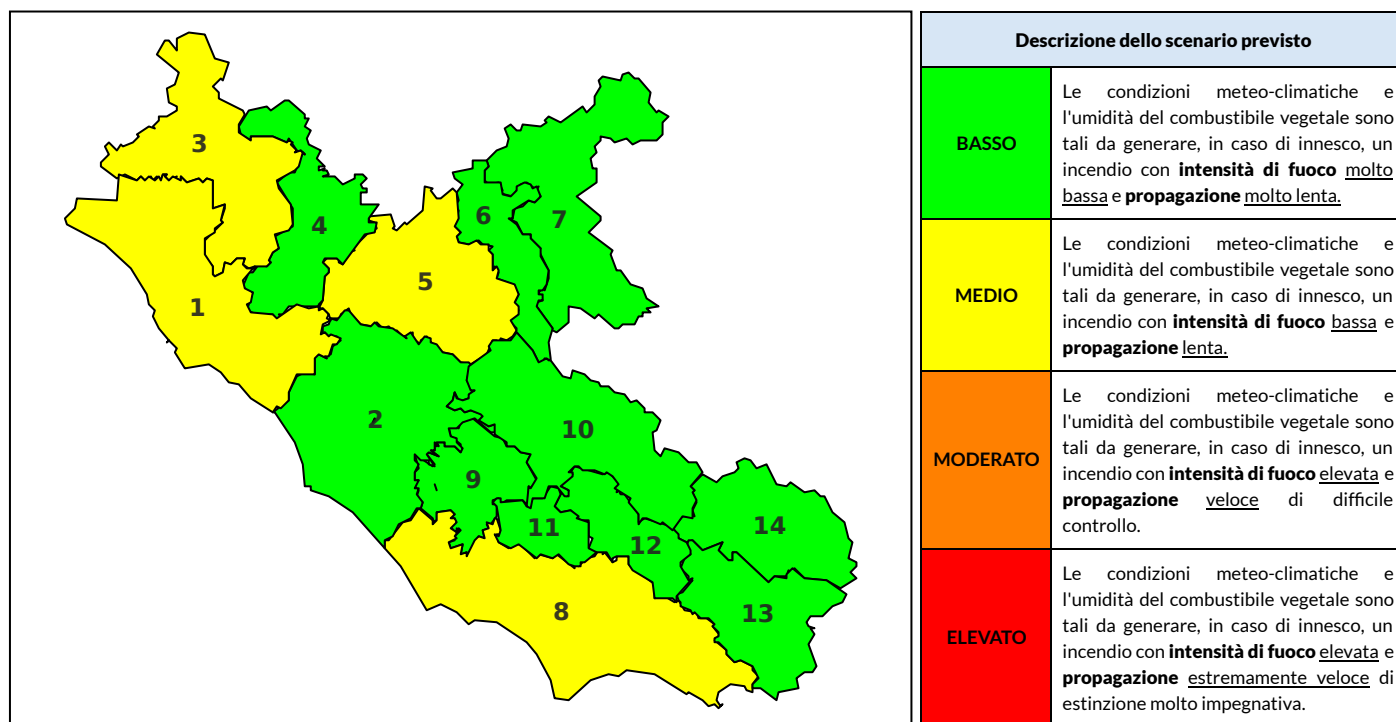 3
4
6
7
5
1
2
10
9
11
12
14
8
13
Descrizione dello scenario previsto
BASSO
Le condizioni meteo-climatiche e
l'umidità del combustibile vegetale sono
tali da generare, in caso di innesco, un
incendio con intensità di fuoco molto
bassa e propagazione molto lenta.
MEDIO
Le condizioni meteo-climatiche e
l'umidità del combustibile vegetale sono
tali da generare, in caso di innesco, un
incendio con intensità di fuoco bassa e
propagazione lenta.
MODERATO
Le condizioni meteo-climatiche e
l'umidità del combustibile vegetale sono
tali da generare, in caso di innesco, un
incendio con intensità di fuoco elevata e
propagazione veloce di difficile
controllo.
ELEVATO
Le condizioni meteo-climatiche e
l'umidità del combustibile vegetale sono
tali da generare, in caso di innesco, un
incendio con intensità di fuoco elevata e
propagazione estremamente veloce di
estinzione molto impegnativa.